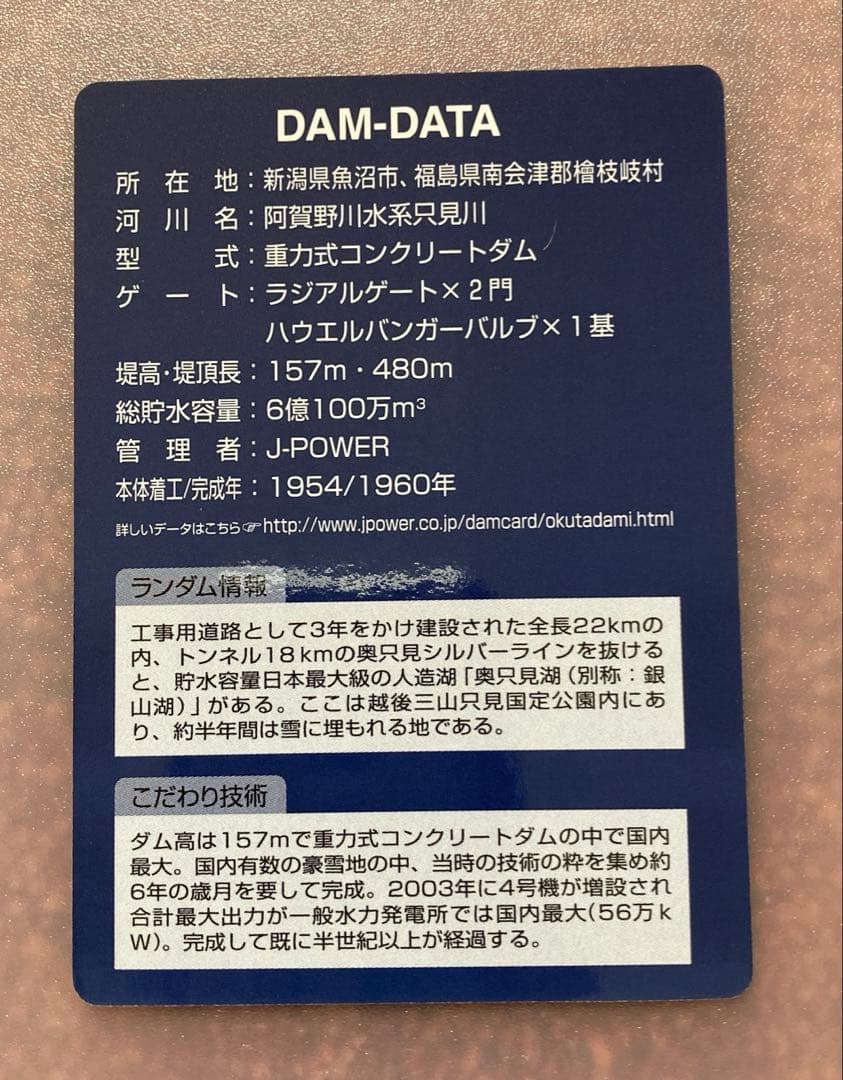 DAM-DATA
所在地：新潟県魚沼市、福島県南会津郡檜枝岐村
河川名：阿賀野川水系只見川
型式：重力式コンクリートダム
ゲート：ラジアルゲート×２門
ハウエルバンガーバルブ×１基
堤高・堤頂長：157m・480m
総貯水容量：6億100万m³
管理者：J-POWER
本体着工/完成年：1954/1960年
詳しいデータはこちら☞http://www.jpower.co.jp/damcard/okutadami.html
ランダム情報
工事用道路として3年をかけ建設された全長22kmの
内、トンネル18kmの奥只見シルバーラインを抜ける
と、貯水容量日本最大級の人造湖「奥只見湖（別称：銀
山湖）」がある。ここは越後三山只見国定公園内にあ
り、約半年間は雪に埋もれる地である。
こだわり技術
ダム高は157mで重力式コンクリートダムの中で国内
最大。国内有数の豪雪地の中、当時の技術の粋を集め約
6年の歳月を要して完成。2003年に4号機が増設され
合計最大出力が一般水力発電所では国内最大(56万k
W)。完成して既に半世紀以上が経過する。